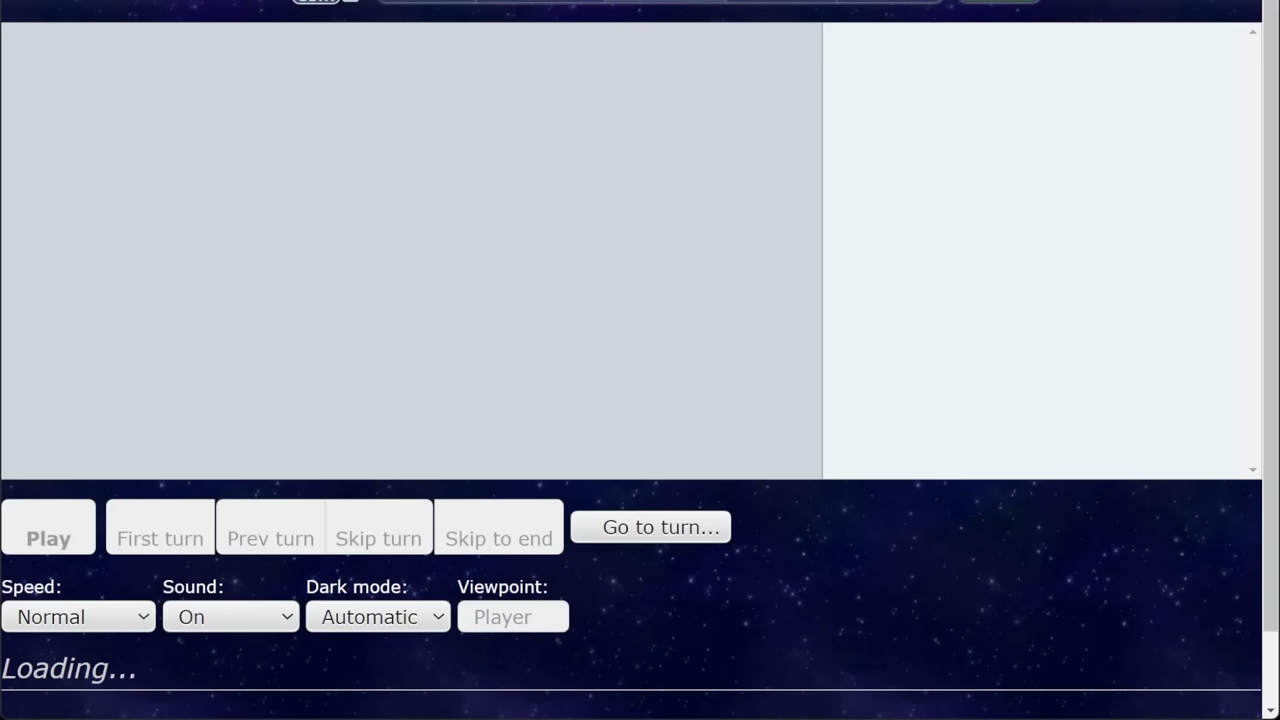 Play First turn Prev turn Skip turn Skip to end Go to turn...
Speed: Sound: Dark mode: Viewpoint:
Normal On Automatic Player
Loading...